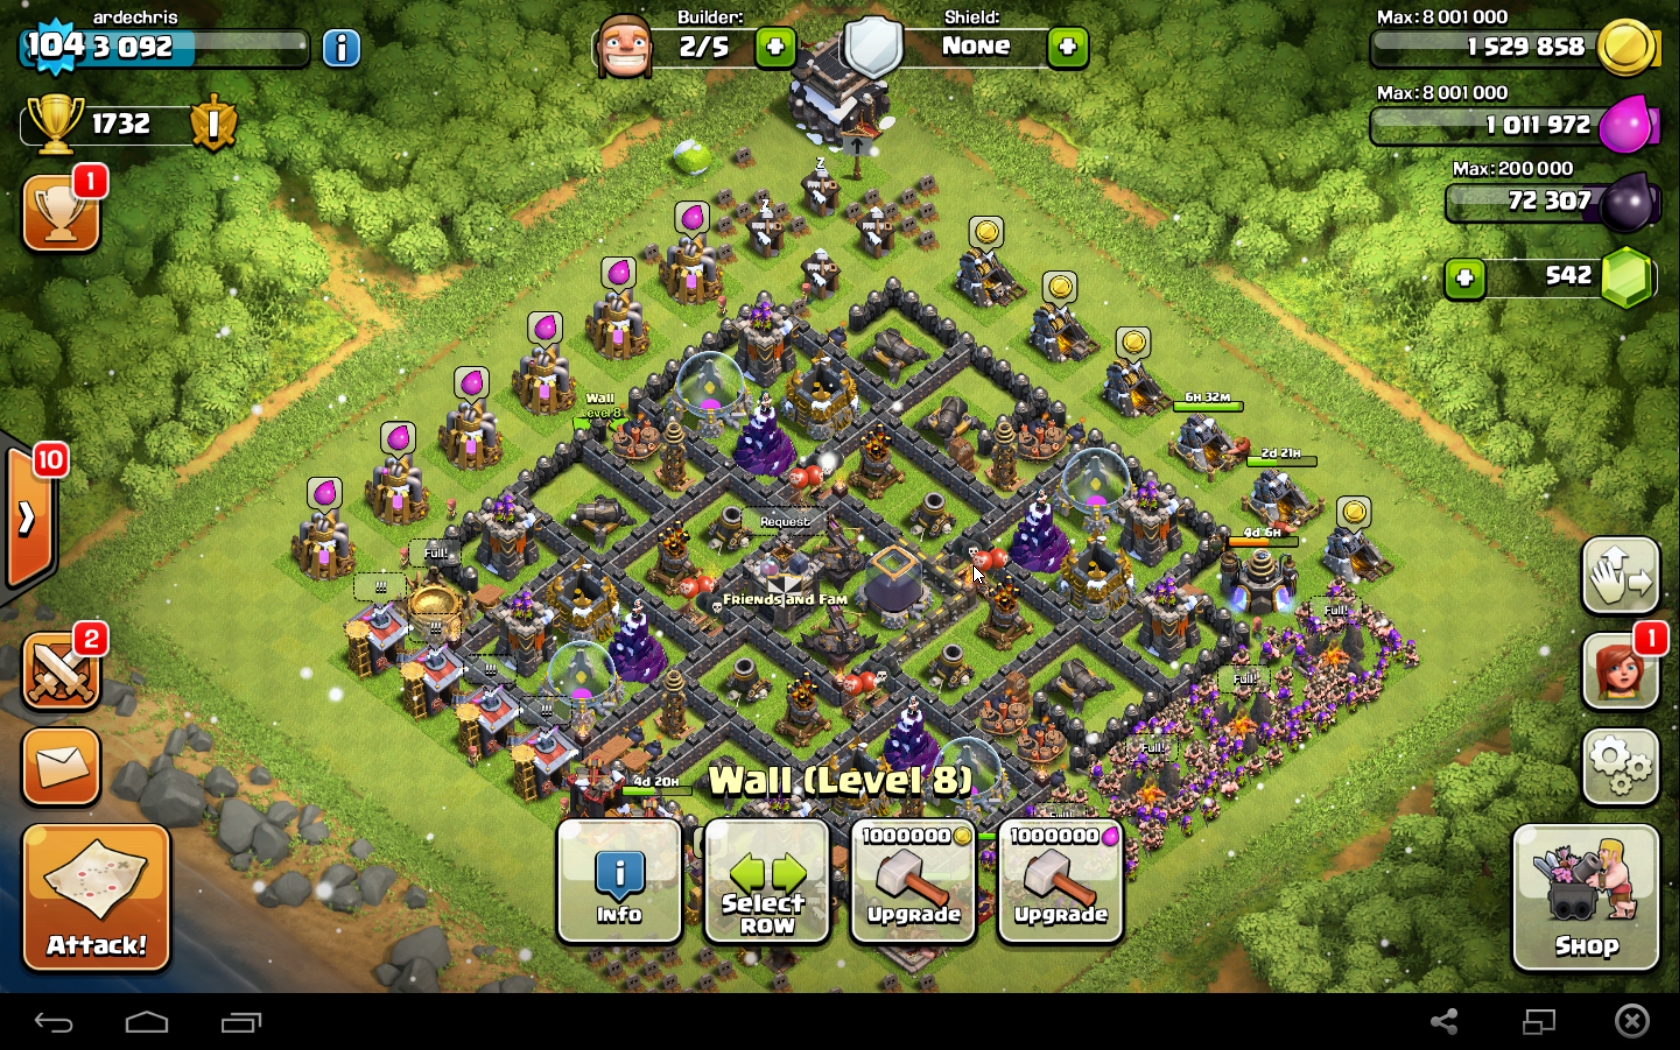 ardechris
104 3 092
Builder:
2/5
Shield:
None
Max: 8 001 000
1 529 858
Max: 8 001 000
1 011 972
Max: 200 000
72 307
542
1732
1
z
z
10
2
1
Wall
Level 8
6h 32m
2d 21h
4d 6h
Request
Full!
!!!
!!!
!!!
!!!
Friends and Fam
Full!
Full!
Full!
4d 20h
Wall (Level 8)
Info
Select
Row
1000000
Upgrade
1000000
Upgrade
Attack!
Shop